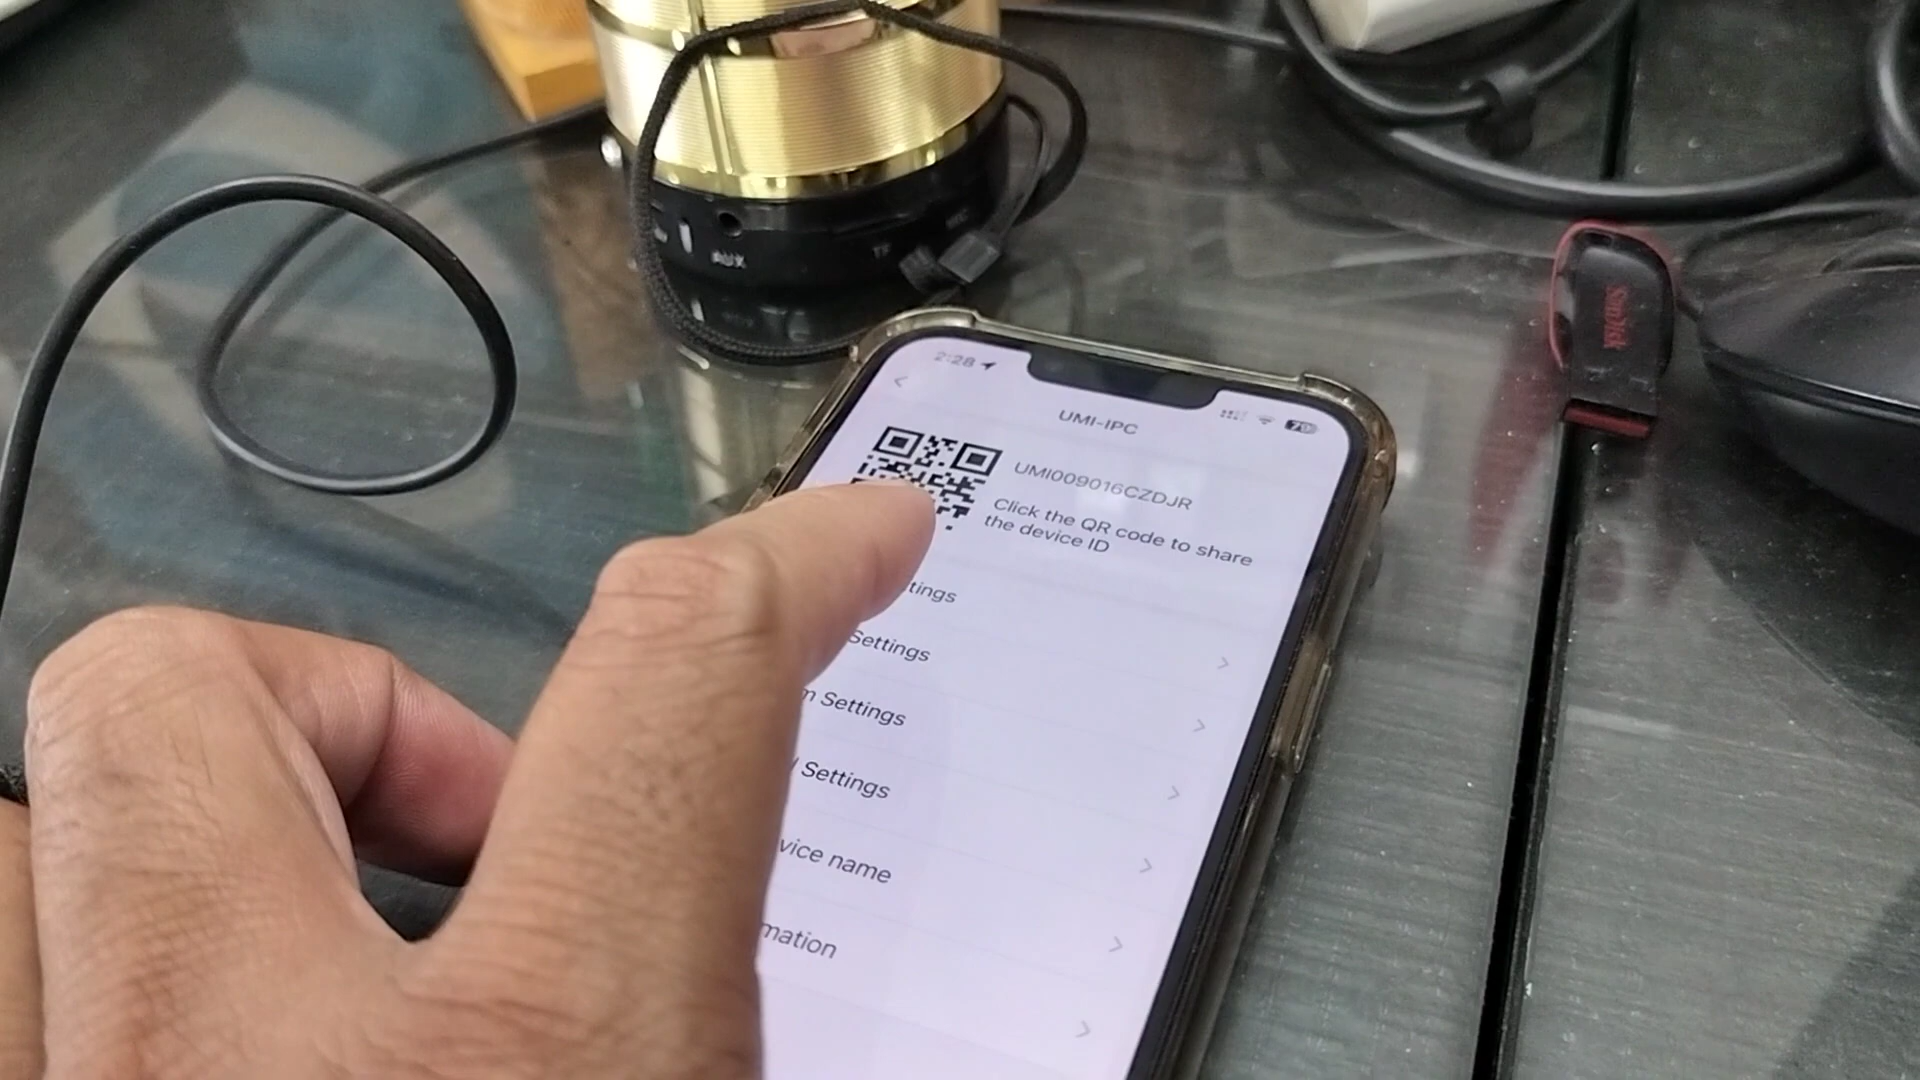 AUX
TF
SanDisk
2:28
70
UMI-IPC
UMI009016CZDJR
Click the QR code to share
the device ID
tings
Settings
m Settings
Settings
vice name
mation